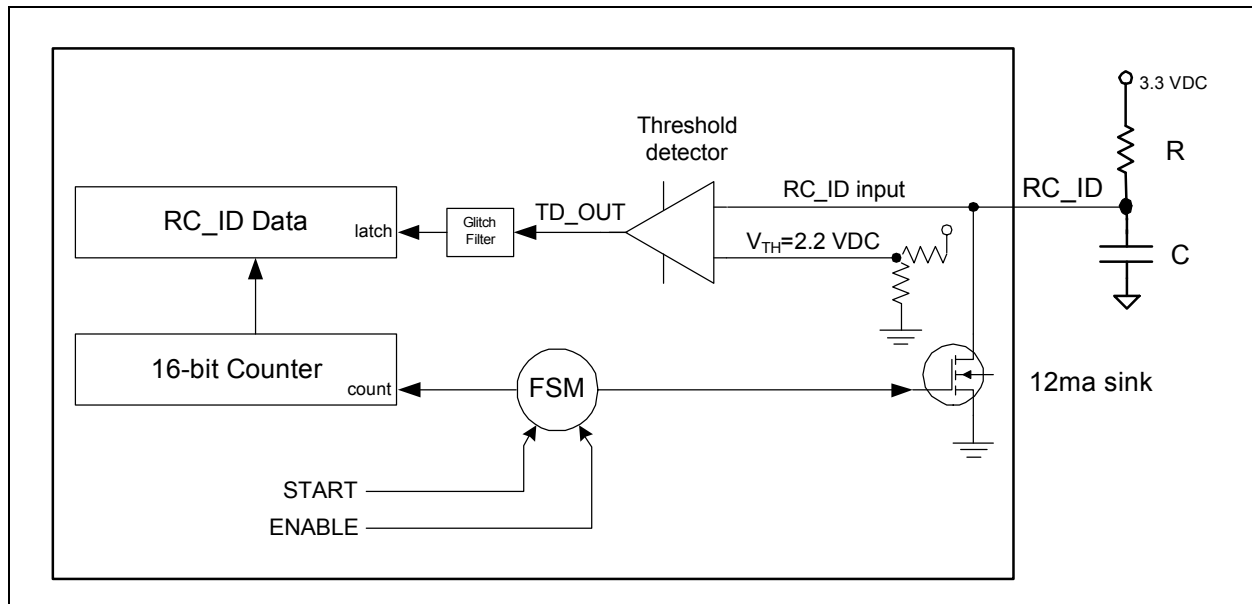 3.3 VDC
Threshold
detector
R
RC_ID input
RC_ID
RC_ID Data
latch
Glitch
Filter
TD_OUT
VTH=2.2 VDC
C
16-bit Counter
count
FSM
12ma sink
START
ENABLE